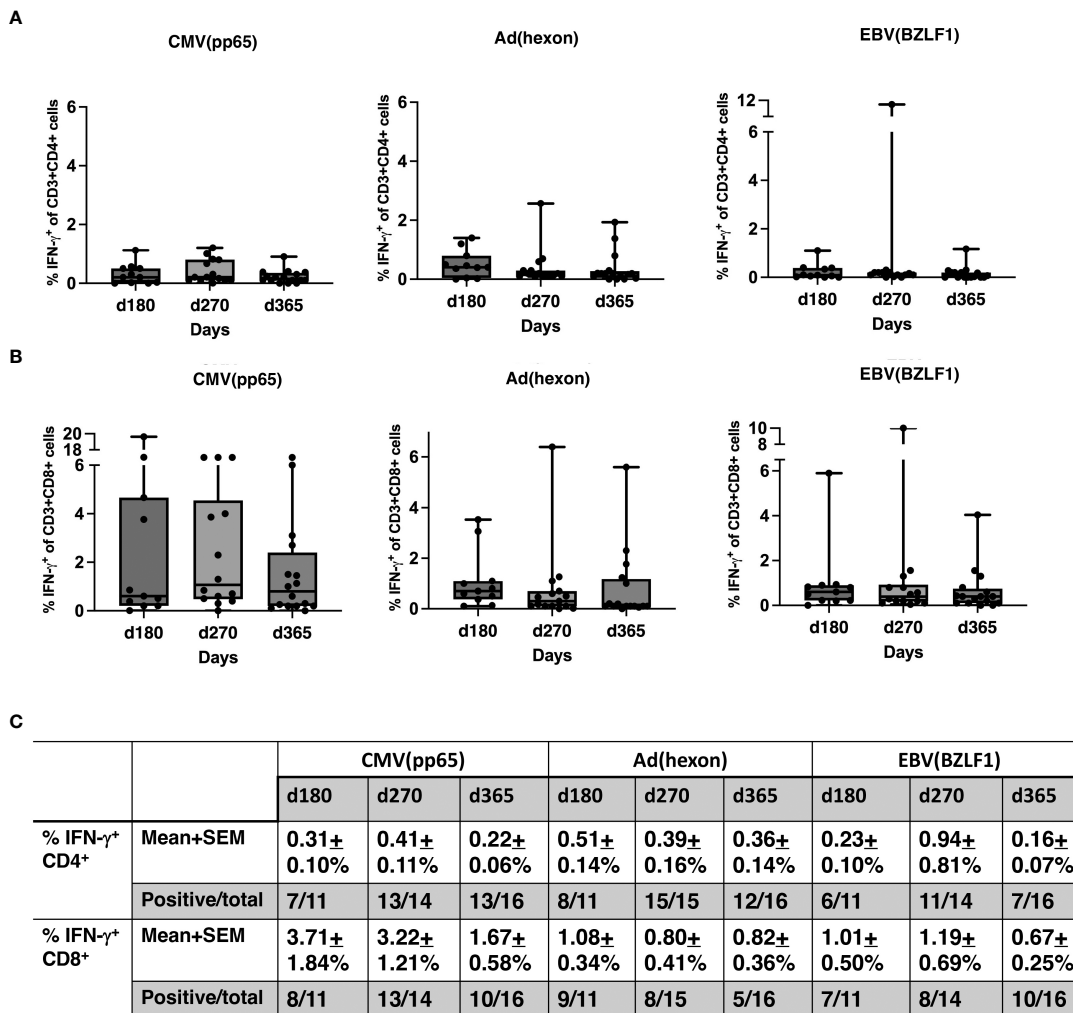 A
CMV(pp65)
Ad(hexon)
EBV(BZLF1)
% IFN-γ⁺ of CD3+CD4+ cells
6
4
2
0
d180 d270 d365
Days
% IFN-γ⁺ of CD3+CD4+ cells
6
4
2
0
d180 d270 d365
Days
% IFN-γ⁺ of CD3+CD4+ cells
12
6
4
2
0
d180 d270 d365
Days
B
CMV(pp65)
Ad(hexon)
EBV(BZLF1)
% IFN-γ⁺ of CD3+CD8+ cells
20
18
6
4
2
0
d180 d270 d365
Days
% IFN-γ⁺ of CD3+CD8+ cells
6
4
2
0
d180 d270 d365
Days
% IFN-γ⁺ of CD3+CD8+ cells
10
8
6
4
2
0
d180 d270 d365
Days
C
CMV(pp65) Ad(hexon) EBV(BZLF1)
d180 d270 d365 d180 d270 d365 d180 d270 d365
% IFN-γ⁺ Mean+SEM 0.31± 0.41± 0.22± 0.51± 0.39± 0.36± 0.23± 0.94± 0.16±
CD4⁺ 0.10% 0.11% 0.06% 0.14% 0.16% 0.14% 0.10% 0.81% 0.07%
Positive/total 7/11 13/14 13/16 8/11 15/15 12/16 6/11 11/14 7/16
% IFN-γ⁺ Mean+SEM 3.71± 3.22± 1.67± 1.08± 0.80± 0.82± 1.01± 1.19± 0.67±
CD8⁺ 1.84% 1.21% 0.58% 0.34% 0.41% 0.36% 0.50% 0.69% 0.25%
Positive/total 8/11 13/14 10/16 9/11 8/15 5/16 7/11 8/14 10/16